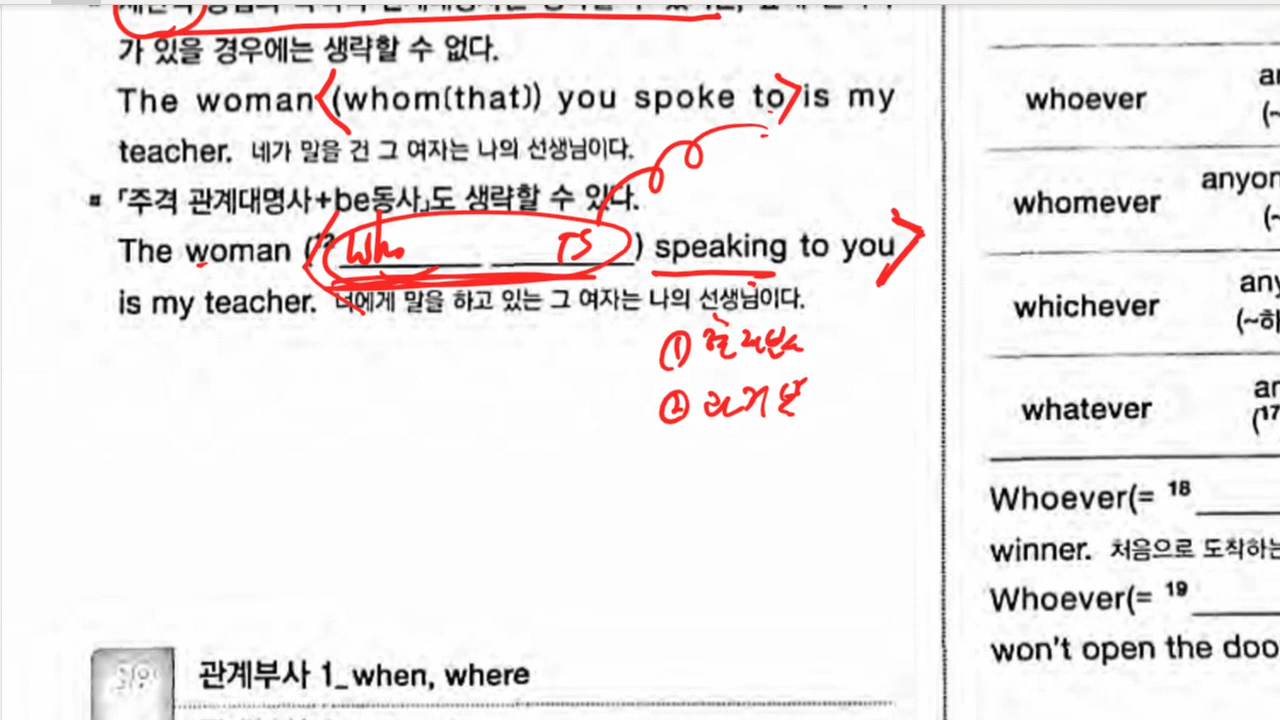 가 있을 경우에는 생략할 수 없다.
The woman (whom(that)) you spoke to is my
teacher. 네가 말을 건 그 여자는 나의 선생님이다.
「주격 관계대명사+be동사」도 생략할 수 있다.
The woman ( who is ) speaking to you
is my teacher. 너에게 말을 하고 있는 그 여자는 나의 선생님이다.
①
②
관계부사 1_when, where
whoever
whomever anyon
whichever any
whatever
Whoever(= 18
winner. 처음으로 도착하는
Whoever(= 19
won't open the doo